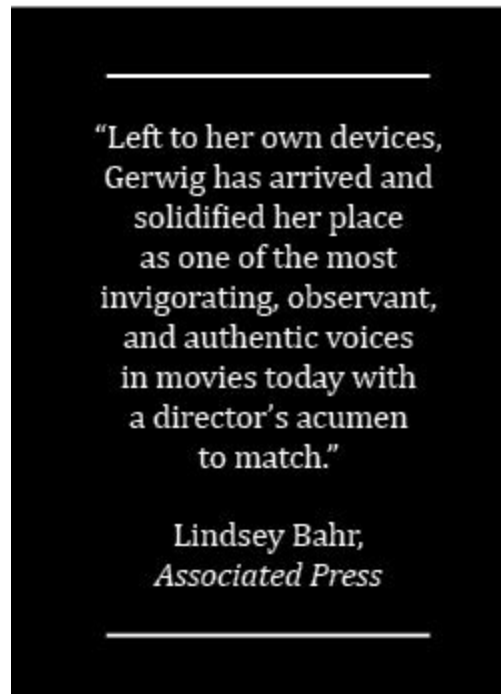 “Left to her own devices,
Gerwig has arrived and
solidified her place
as one of the most
invigorating, observant,
and authentic voices
in movies today with
a director’s acumen
to match.”
Lindsey Bahr,
Associated Press